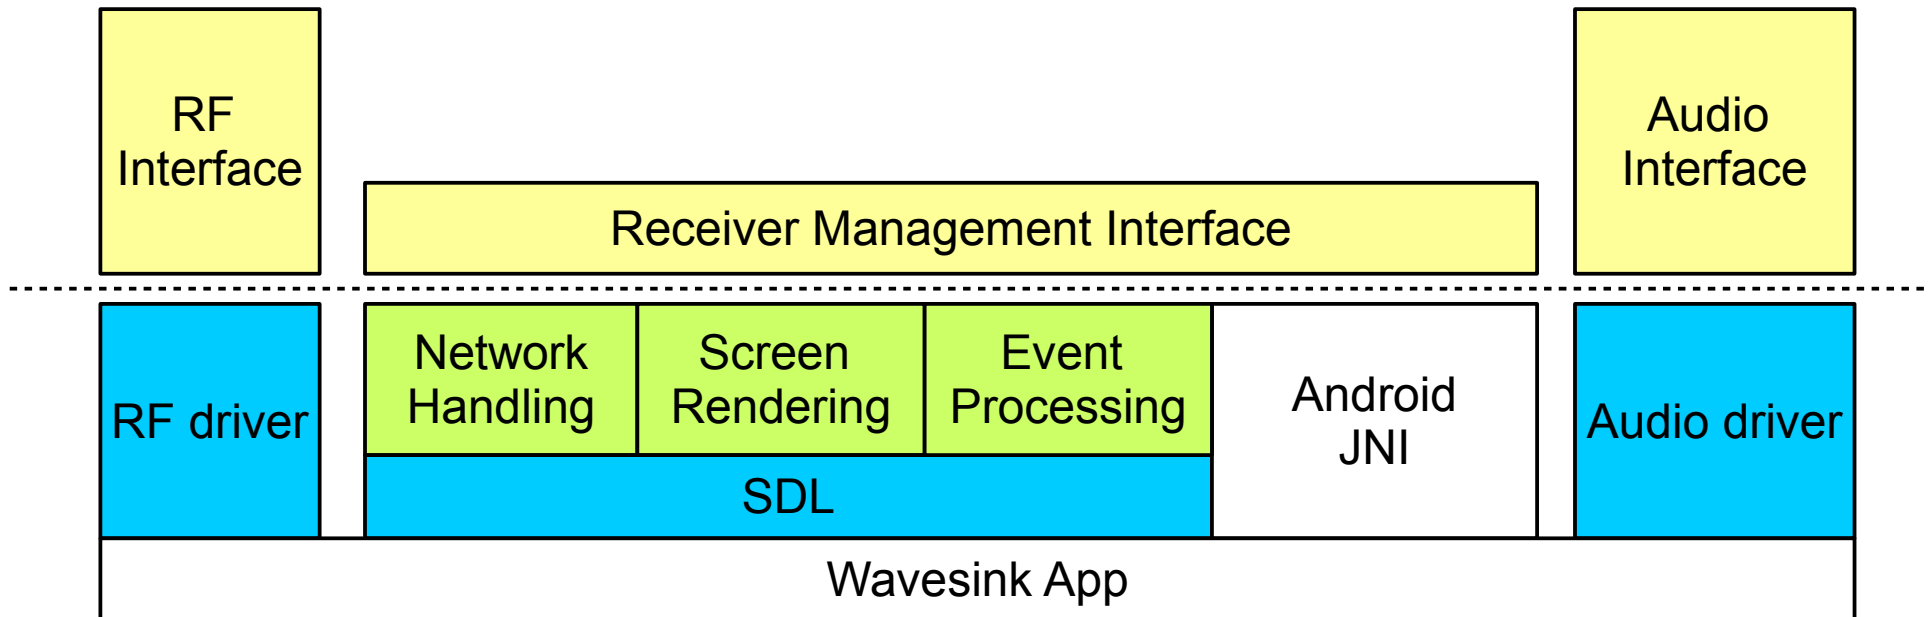 RF
Interface
Audio
Interface
Receiver Management Interface
RF driver
Network
Handling
Screen
Rendering
Event
Processing
Android
JNI
Audio driver
SDL
Wavesink App